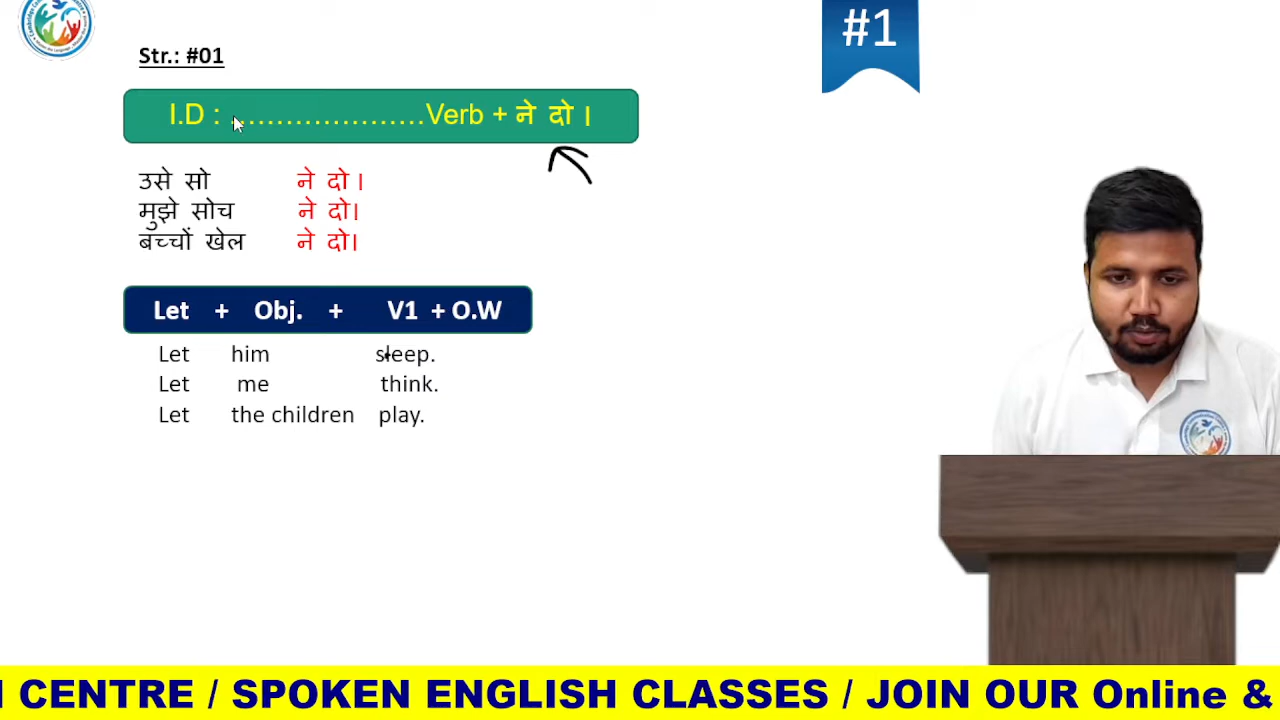 #1
Str.: #01
I.D : .....................Verb + ने दो ।
उसे सो ने दो ।
मुझे सोच ने दो।
बच्चों खेल ने दो।
Let + Obj. + V1 + O.W
Let him sleep.
Let me think.
Let the children play.
CENTRE / SPOKEN ENGLISH CLASSES / JOIN OUR Online &